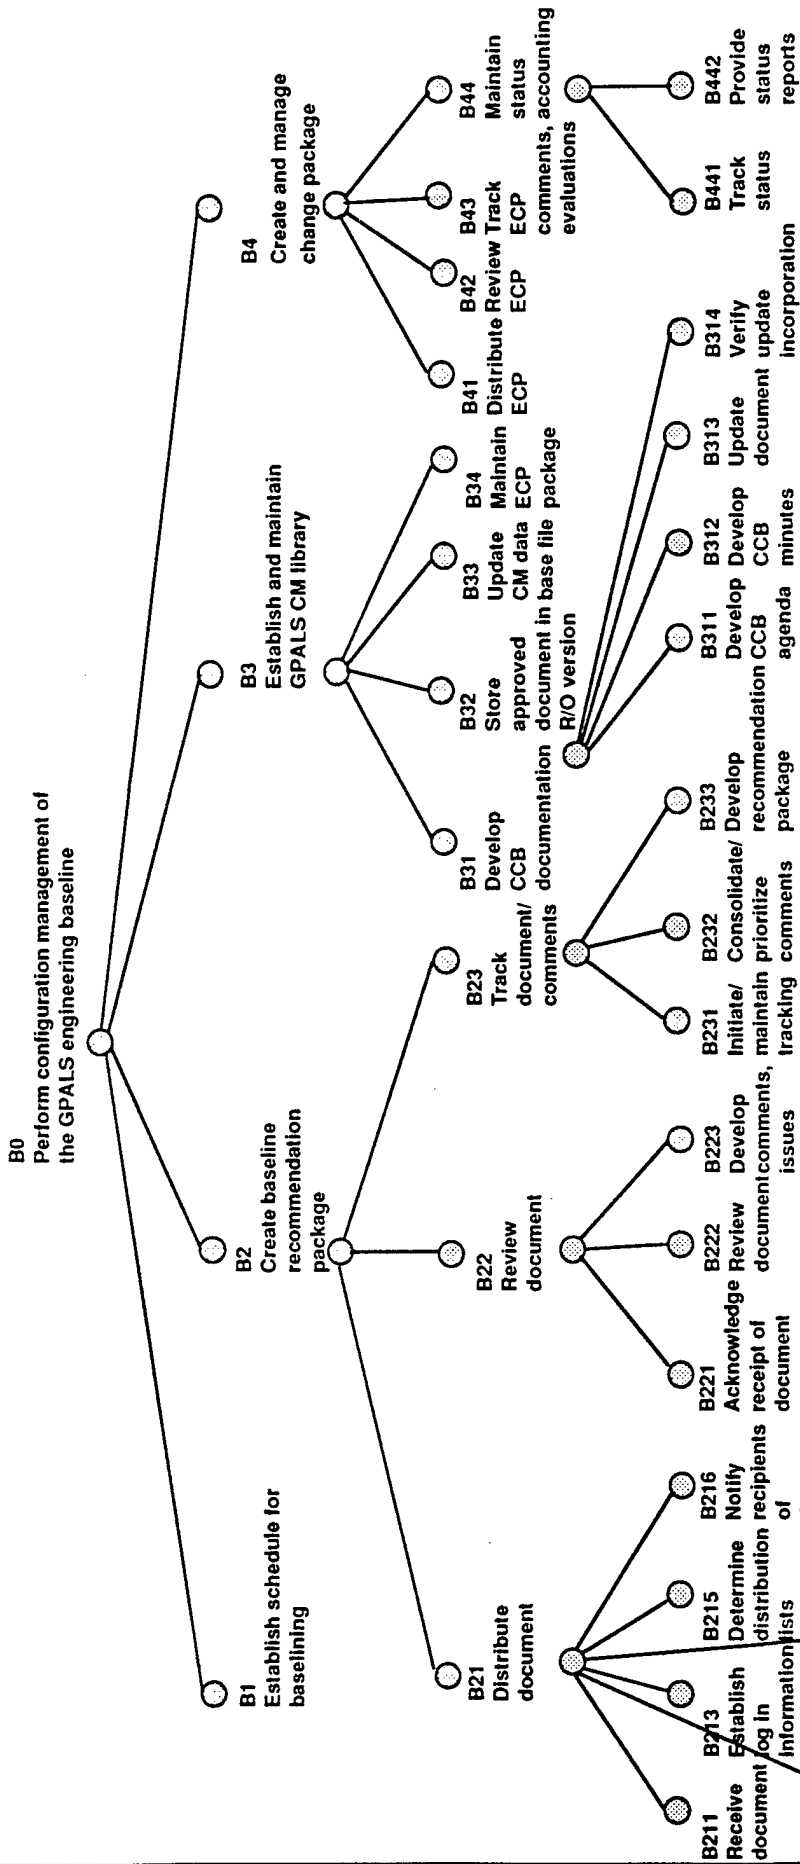 B0
Perform configuration management of
the GPALS engineering baseline
B1
Establish schedule for
baselining
B2
Create baseline
recommendation
package
B3
Establish and maintain
GPALS CM library
B4
Create and manage
change package
B21
Distribute
document
B22
Review
document
B23
Track
document/
comments
B31
Develop
CCB
documentation
B32
Store
approved
document in
R/O version
B33
Update
CM data
base file
B34
Maintain
ECP
package
B41
Distribute
ECP
B42
Review
ECP
B43
Track
ECP
comments,
evaluations
B44
Maintain
status
accounting
B211
Receive
document
B213
Establish
log in
Information
B215
Determine
distribution
lists
B216
Notify
recipients
of
B221
Acknowledge
receipt of
document
B222
Review
document
B223
Develop
comments,
issues
B231
Initiate/
maintain
tracking
B232
Consolidate/
prioritize
comments
B233
Develop
recommendation
package
B311
Develop
CCB
agenda
B312
Develop
CCB
minutes
B313
Update
document
B314
Verify
update
incorporation
B441
Track
status
B442
Provide
status
reports